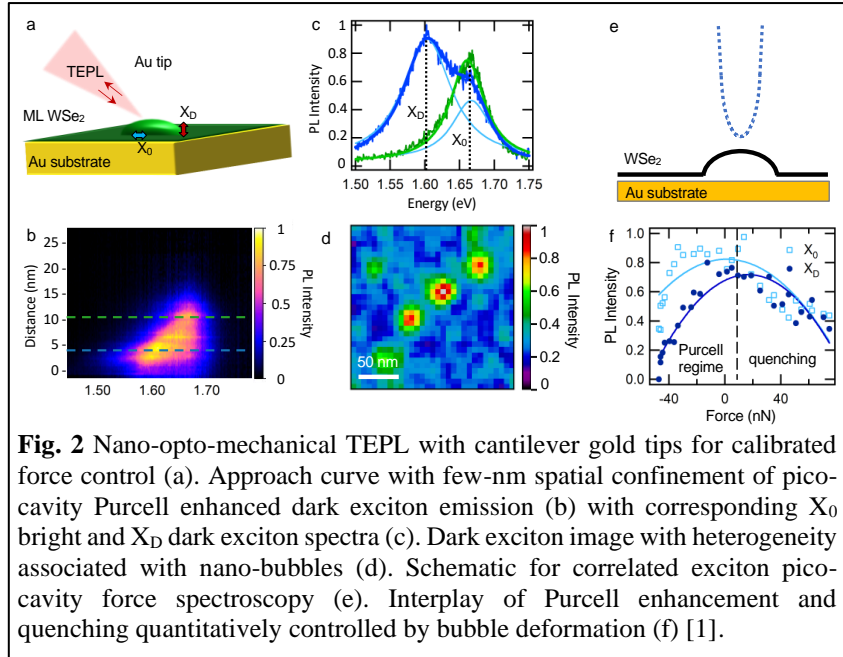 a
TEPL
Au tip
ML WSe₂
X_D
X₀
Au substrate
b
Distance (nm)
25
20
15
10
5
0
1.50
1.60
1.70
PL Intensity
1
0.75
0.5
0.25
0
c
PL Intensity
1
0.8
0.6
0.4
0.2
0
X_D
X₀
1.50
1.55
1.60
1.65
1.70
1.75
Energy (eV)
d
50 nm
PL Intensity
1.0
0.8
0.6
0.4
0.2
0.0
e
WSe₂
Au substrate
f
PL Intensity
1.0
0.8
0.6
0.4
0.2
0.0
X₀
X_D
Purcell
regime
quenching
-40
0
40
Force (nN)
Fig. 2 Nano-opto-mechanical TEPL with cantilever gold tips for calibrated
force control (a). Approach curve with few-nm spatial confinement of pico-
cavity Purcell enhanced dark exciton emission (b) with corresponding X₀
bright and X_D dark exciton spectra (c). Dark exciton image with heterogeneity
associated with nano-bubbles (d). Schematic for correlated exciton pico-
cavity force spectroscopy (e). Interplay of Purcell enhancement and
quenching quantitatively controlled by bubble deformation (f) [1].